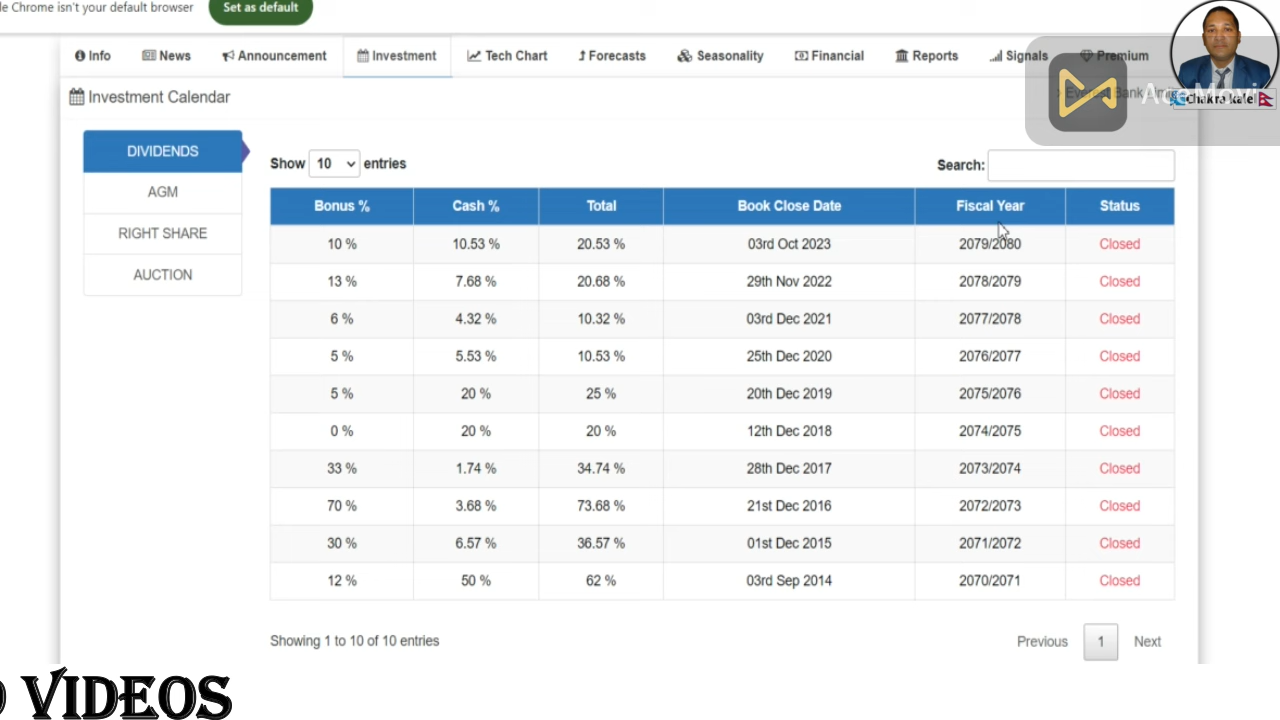 le Chrome isn't your default browser Set as default
Info News Announcement Investment Tech Chart Forecasts Seasonality Financial Reports Signals Premium
Investment Calendar
Everest Bank Limi
Chakra Katel
DIVIDENDS
AGM
RIGHT SHARE
AUCTION
Show 10 entries Search:
Bonus % Cash % Total Book Close Date Fiscal Year Status
10 % 10.53 % 20.53 % 03rd Oct 2023 2079/2080 Closed
13 % 7.68 % 20.68 % 29th Nov 2022 2078/2079 Closed
6 % 4.32 % 10.32 % 03rd Dec 2021 2077/2078 Closed
5 % 5.53 % 10.53 % 25th Dec 2020 2076/2077 Closed
5 % 20 % 25 % 20th Dec 2019 2075/2076 Closed
0 % 20 % 20 % 12th Dec 2018 2074/2075 Closed
33 % 1.74 % 34.74 % 28th Dec 2017 2073/2074 Closed
70 % 3.68 % 73.68 % 21st Dec 2016 2072/2073 Closed
30 % 6.57 % 36.57 % 01st Dec 2015 2071/2072 Closed
12 % 50 % 62 % 03rd Sep 2014 2070/2071 Closed
Showing 1 to 10 of 10 entries Previous 1 Next
VIDEOS